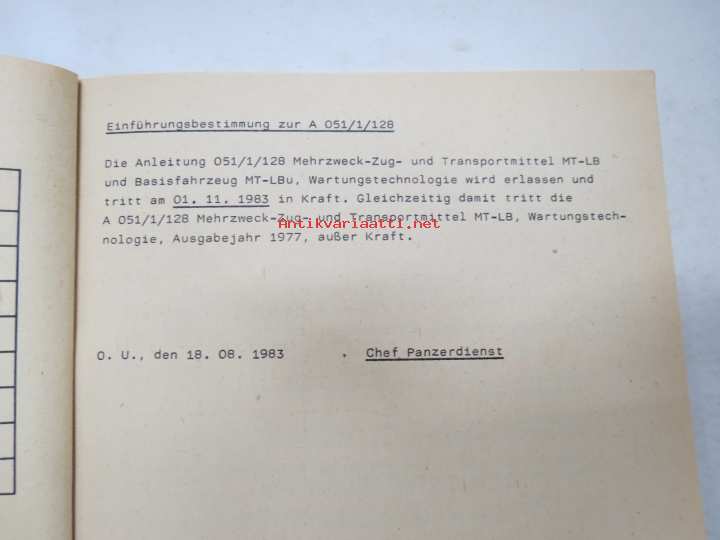 Einführungsbestimmung zur A 051/1/128
Die Anleitung 051/1/128 Mehrzweck-Zug- und Transportmittel MT-LB
und Basisfahrzeug MT-LBu, Wartungstechnologie wird erlassen und
tritt am 01. 11. 1983 in Kraft. Gleichzeitig damit tritt die
A 051/1/128 Mehrzweck-Zug- und Transportmittel MT-LB, Wartungstech-
Antikvariaatti.net
nologie, Ausgabejahr 1977, außer Kraft.
O. U., den 18. 08. 1983 Chef Panzerdienst